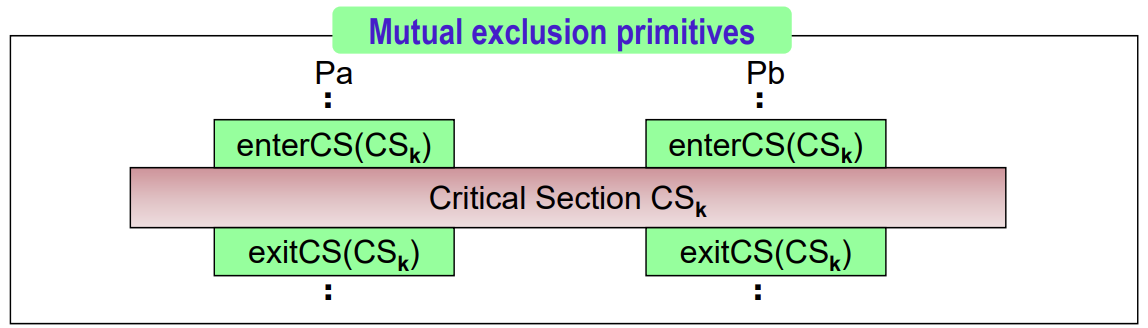 Mutual exclusion primitives
Pa Pb
: :
enterCS(CSk) enterCS(CSk)
Critical Section CSk
exitCS(CSk) exitCS(CSk)
: :